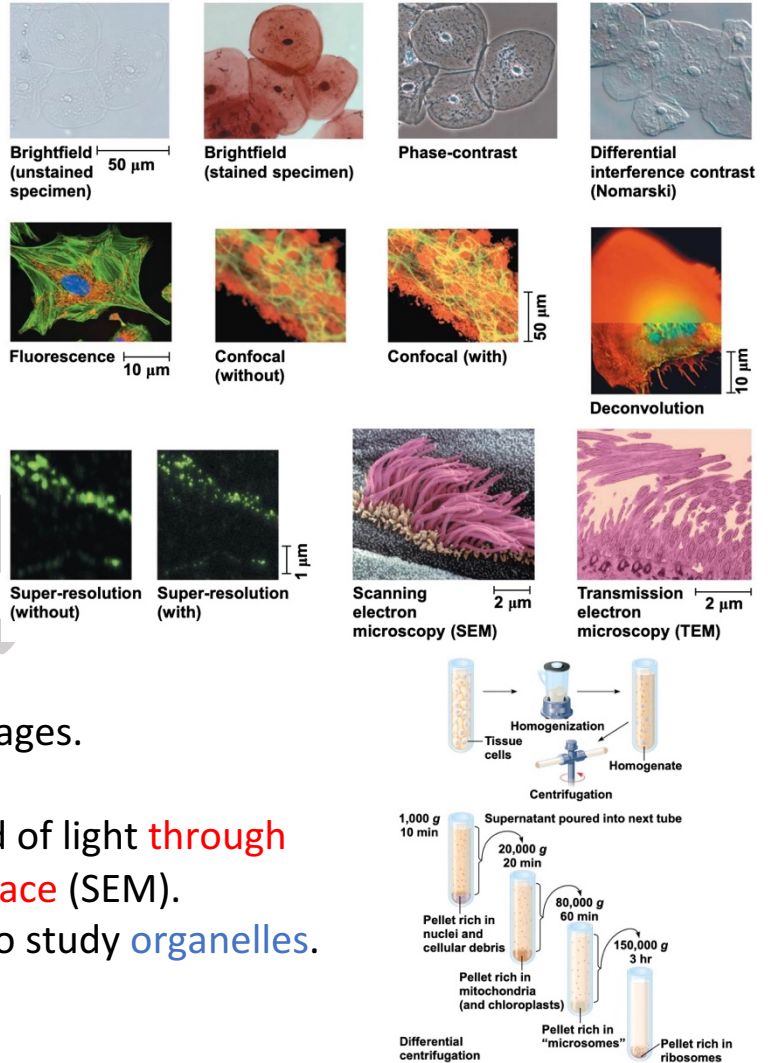 Brightfield
(unstained
specimen)
50 µm
Brightfield
(stained specimen)
Phase-contrast
Differential
interference contrast
(Nomarski)
Fluorescence
10 µm
Confocal
(without)
Confocal (with)
50 µm
Deconvolution
10 µm
Super-resolution
(without)
Super-resolution
(with)
1 µm
Scanning
electron
microscopy (SEM)
2 µm
Transmission
electron
microscopy (TEM)
2 µm
ages.
of light through
ace (SEM).
o study organelles.
Homogenization
Tissue
cells
Homogenate
Centrifugation
1,000 g
10 min
Supernatant poured into next tube
20,000 g
20 min
80,000 g
60 min
150,000 g
3 hr
Pellet rich in
nuclei and
cellular debris
Pellet rich in
mitochondria
(and chloroplasts)
Pellet rich in
“microsomes”
Pellet rich in
ribosomes
Differential
centrifugation